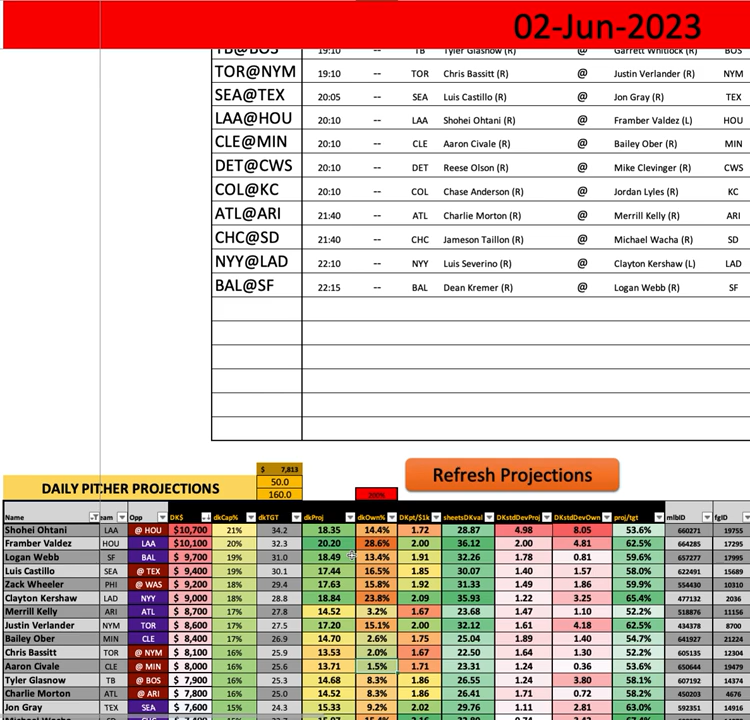 02-Jun-2023
TB@BOS 19:10 -- TB Tyler Glasnow (R) @ Garrett Whitlock (R) BOS
TOR@NYM 19:10 -- TOR Chris Bassitt (R) @ Justin Verlander (R) NYM
SEA@TEX 20:05 -- SEA Luis Castillo (R) @ Jon Gray (R) TEX
LAA@HOU 20:10 -- LAA Shohei Ohtani (R) @ Framber Valdez (L) HOU
CLE@MIN 20:10 -- CLE Aaron Civale (R) @ Bailey Ober (R) MIN
DET@CWS 20:10 -- DET Reese Olson (R) @ Mike Clevinger (R) CWS
COL@KC 20:10 -- COL Chase Anderson (R) @ Jordan Lyles (R) KC
ATL@ARI 21:40 -- ATL Charlie Morton (R) @ Merrill Kelly (R) ARI
CHC@SD 21:40 -- CHC Jameson Taillon (R) @ Michael Wacha (R) SD
NYY@LAD 22:10 -- NYY Luis Severino (R) @ Clayton Kershaw (L) LAD
BAL@SF 22:15 -- BAL Dean Kremer (R) @ Logan Webb (R) SF
$ 7,813
Refresh Projections
DAILY PITCHER PROJECTIONS 50.0
160.0 200%
Name eam Opp DK$ dkCap% dkTGT dkProj dkOwn% DKpt/$1k sheetsDKval DKstdDevProj DKstdDevOwn proj/tgt mlbID fgID
Shohei Ohtani LAA @ HOU $10,700 21% 34.2 18.35 14.4% 1.72 28.87 4.98 8.05 53.6% 660271 19755
Framber Valdez HOU LAA $10,100 20% 32.3 20.20 28.6% 2.00 36.12 2.00 4.81 62.5% 664285 17295
Logan Webb SF BAL $ 9,700 19% 31.0 18.49 13.4% 1.91 32.26 1.78 0.81 59.6% 657277 17995
Luis Castillo SEA @ TEX $ 9,400 19% 30.1 17.44 16.5% 1.85 30.07 1.40 1.57 58.0% 622491 15689
Zack Wheeler PHI @ WAS $ 9,200 18% 29.4 17.63 15.8% 1.92 31.33 1.49 1.86 59.9% 554430 10310
Clayton Kershaw LAD NYY $ 9,000 18% 28.8 18.84 23.8% 2.09 35.93 1.22 3.25 65.4% 477132 2036
Merrill Kelly ARI ATL $ 8,700 17% 27.8 14.52 3.2% 1.67 23.68 1.47 1.10 52.2% 518876 11156
Justin Verlander NYM TOR $ 8,600 17% 27.5 17.20 15.1% 2.00 32.12 1.61 4.18 62.5% 434378 8700
Bailey Ober MIN CLE $ 8,400 17% 26.9 14.70 2.6% 1.75 25.04 1.89 1.40 54.7% 641927 21224
Chris Bassitt TOR @ NYM $ 8,100 16% 25.9 13.53 2.0% 1.67 22.50 1.64 1.30 52.2% 605135 12304
Aaron Civale CLE @ MIN $ 8,000 16% 25.6 13.71 1.5% 1.71 23.31 1.24 0.36 53.6% 650644 19479
Tyler Glasnow TB @ BOS $ 7,900 16% 25.3 14.68 8.3% 1.86 26.55 1.24 3.80 58.1% 607192 14374
Charlie Morton ATL @ ARI $ 7,800 16% 25.0 14.52 8.3% 1.86 26.41 0.72 1.72 58.2% 450203 4676
Jon Gray TEX SEA $ 7,600 15% 24.3 15.33 9.2% 2.02 29.76 1.11 2.81 63.0% 592351 14916